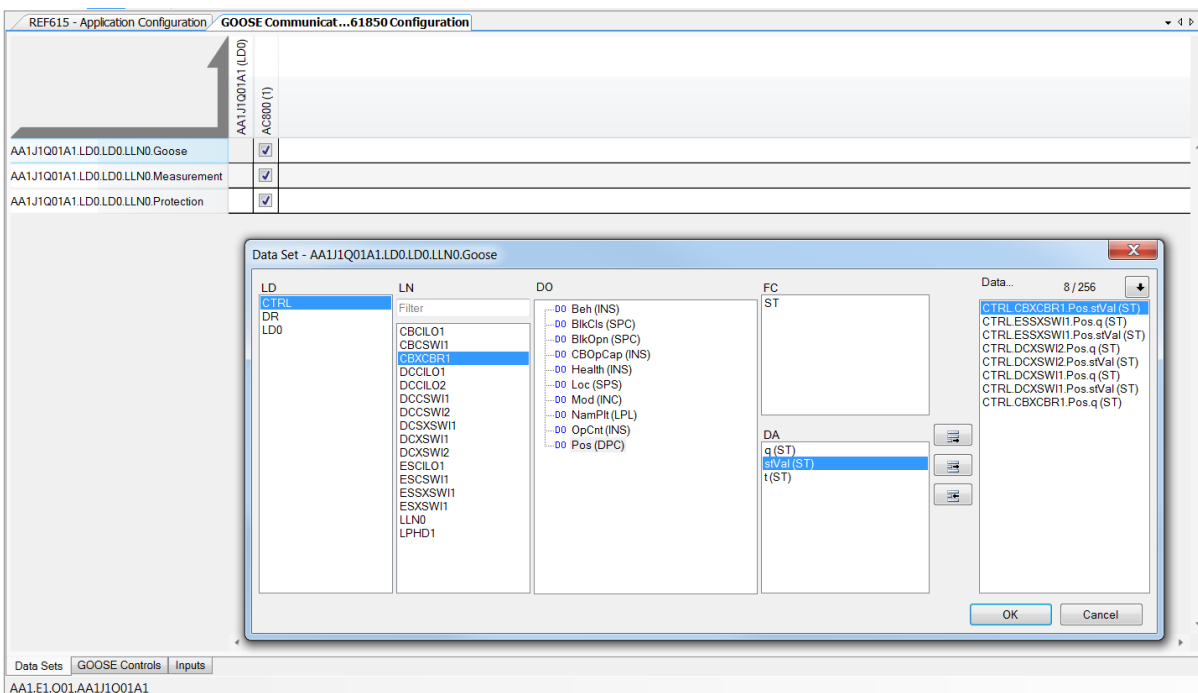 REF615 - Application Configuration
GOOSE Communicat...61850 Configuration
AA1J1Q01A1 (LD0)
AC800 (1)
AA1J1Q01A1.LD0.LD0.LLN0.Goose
AA1J1Q01A1.LD0.LD0.LLN0.Measurement
AA1J1Q01A1.LD0.LD0.LLN0.Protection
Data Set - AA1J1Q01A1.LD0.LD0.LLN0.Goose
LD
CTRL
DR
LD0
LN
Filter
CBCILO1
CBCSWI1
CBXCBR1
DCCILO1
DCCILO2
DCCSWI1
DCCSWI2
DCSXSWI1
DCXSWI1
DCXSWI2
ESCILO1
ESCSWI1
ESSXSWI1
ESXSWI1
LLN0
LPHD1
DO
DO Beh (INS)
DO BlkCls (SPC)
DO BlkOpn (SPC)
DO CBOpCap (INS)
DO Health (INS)
DO Loc (SPS)
DO Mod (INC)
DO NamPlt (LPL)
DO OpCnt (INS)
DO Pos (DPC)
FC
ST
DA
q (ST)
stVal (ST)
t (ST)
Data... 8 / 256
CTRL.CBXCBR1.Pos.stVal (ST)
CTRL.ESSXSWI1.Pos.q (ST)
CTRL.ESSXSWI1.Pos.stVal (ST)
CTRL.DCXSWI2.Pos.q (ST)
CTRL.DCXSWI2.Pos.stVal (ST)
CTRL.DCXSWI1.Pos.q (ST)
CTRL.DCXSWI1.Pos.stVal (ST)
CTRL.CBXCBR1.Pos.q (ST)
OK
Cancel
Data Sets
GOOSE Controls
Inputs
AA1.E1.Q01.AA1J1Q01A1